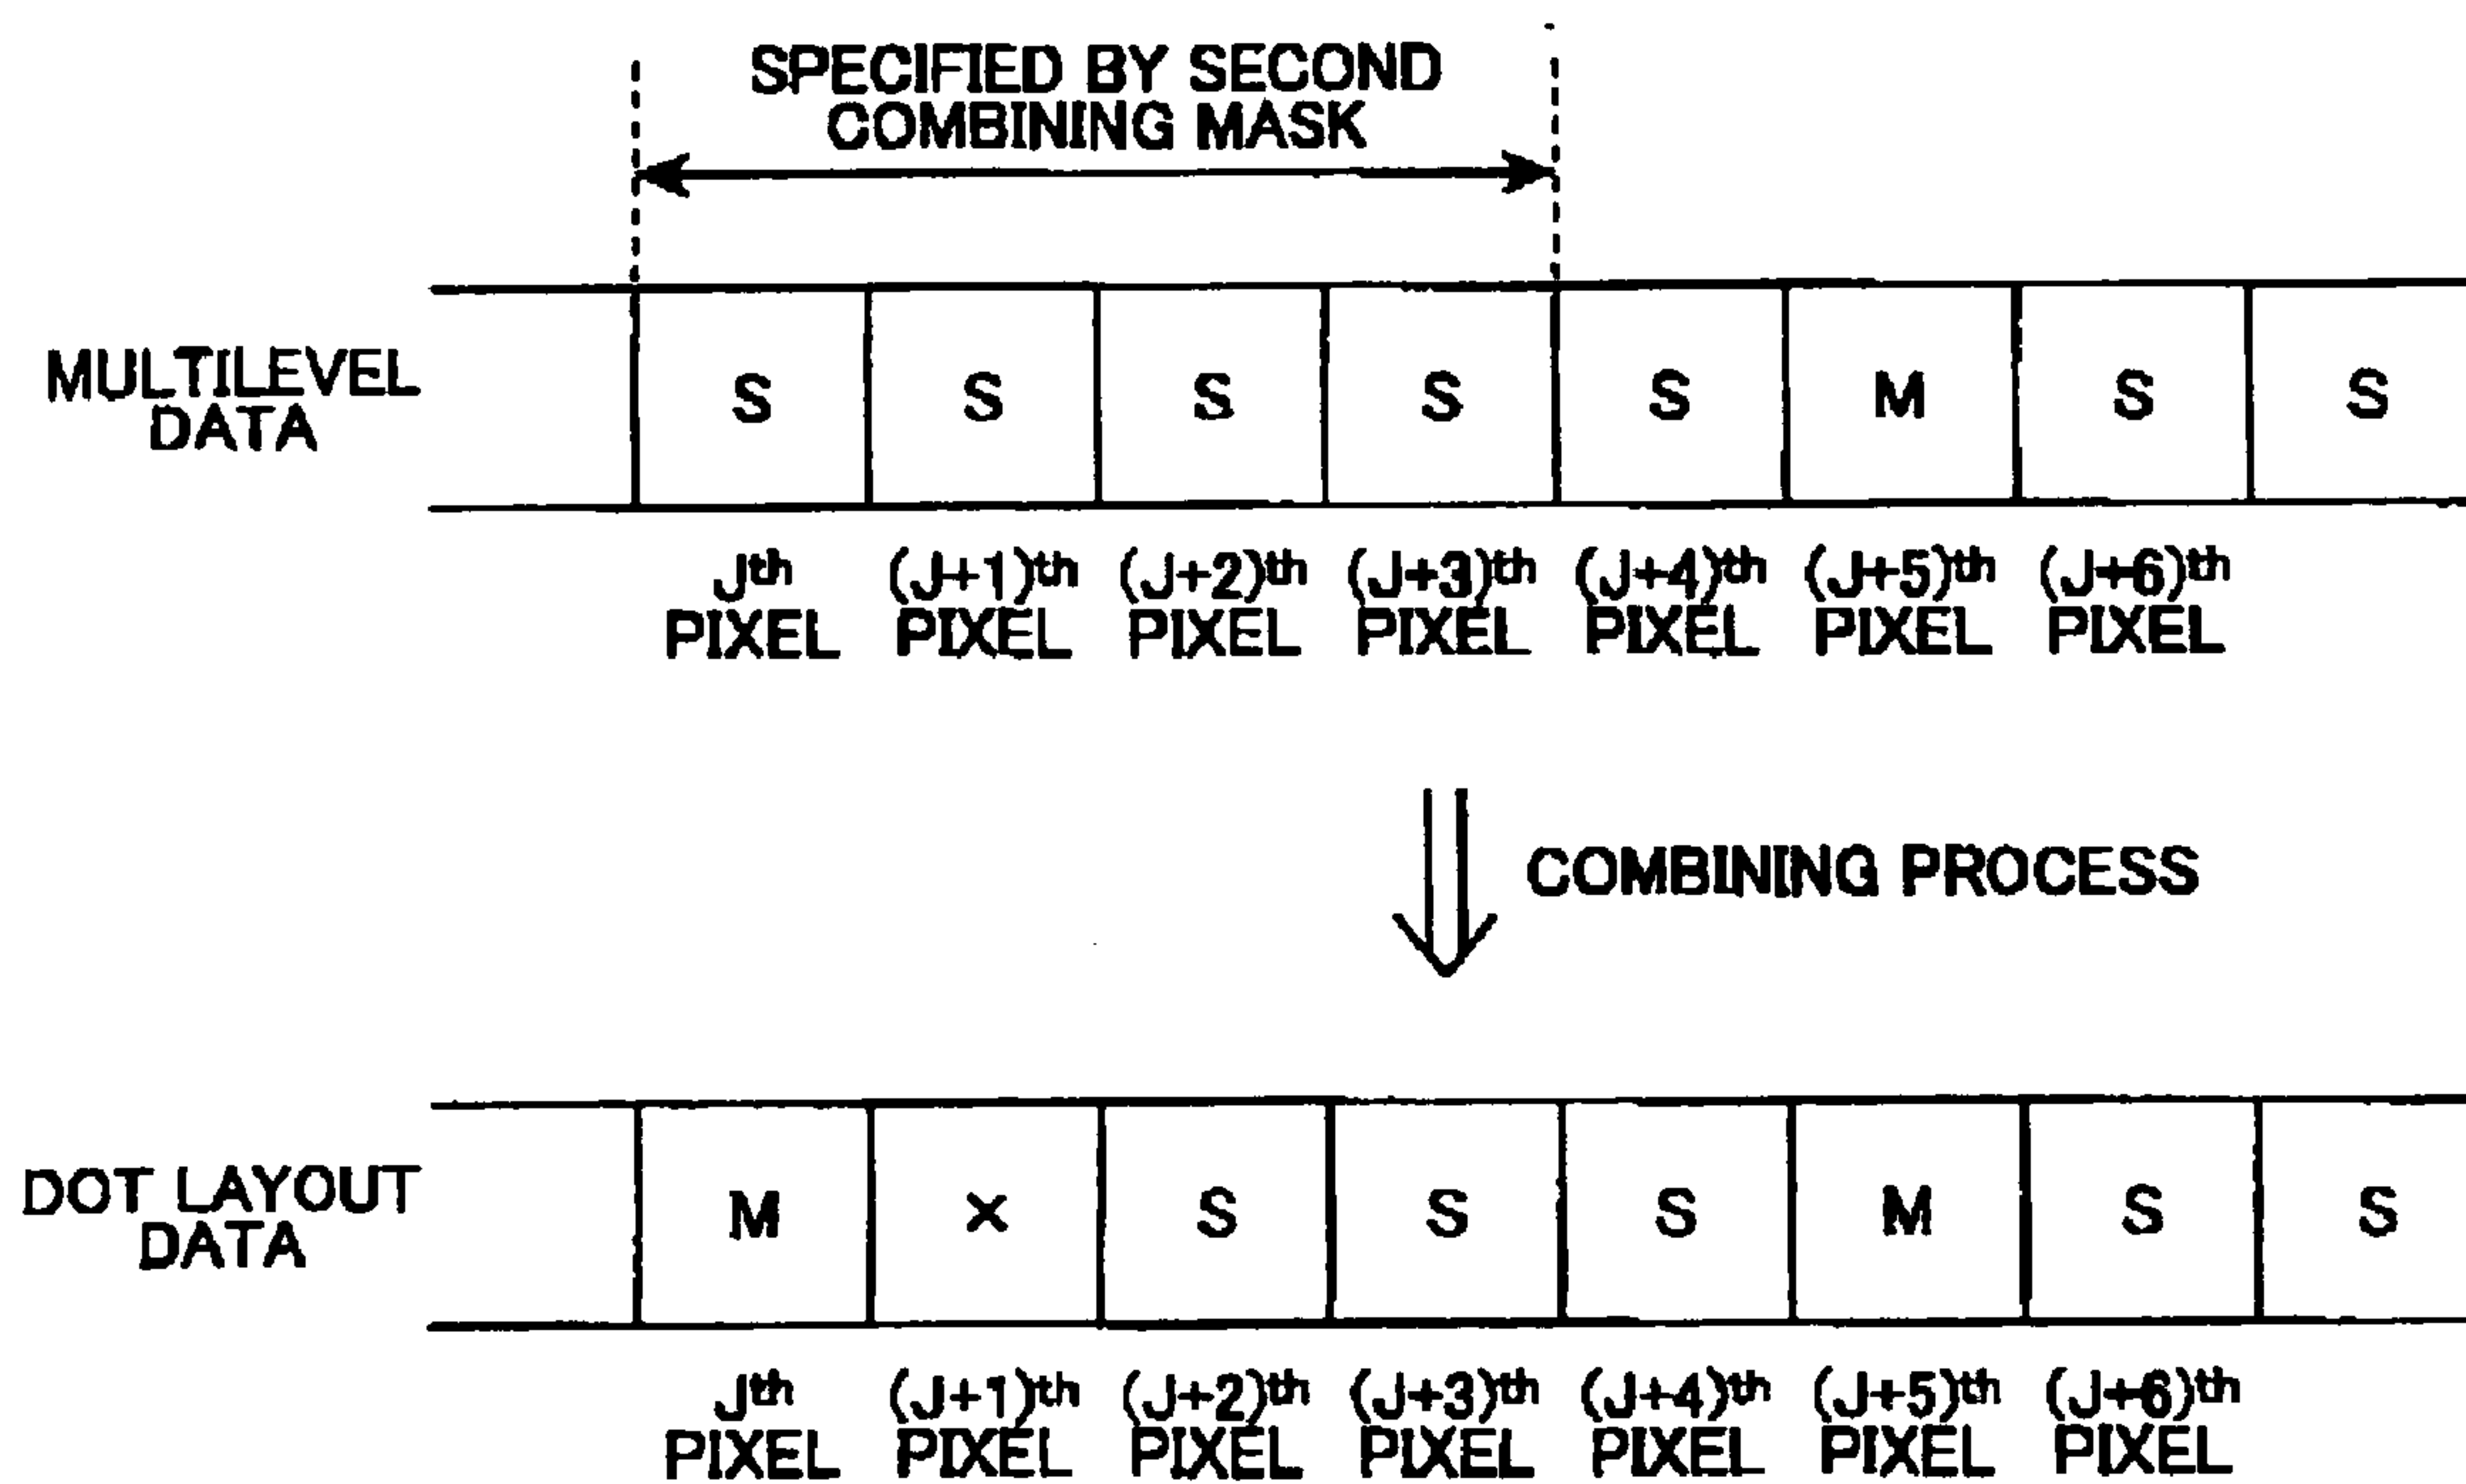 SPECIFIED BY SECOND
COMBINING MASK
MULTILEVEL
DATA
S S S S S M S S
Jth (J+1)th (J+2)th (J+3)th (J+4)th (J+5)th (J+6)th
PIXEL PIXEL PIXEL PIXEL PIXEL PIXEL PIXEL
COMBINING PROCESS
DOT LAYOUT
DATA
M × S S S M S S
Jth (J+1)th (J+2)th (J+3)th (J+4)th (J+5)th (J+6)th
PIXEL PIXEL PIXEL PIXEL PIXEL PIXEL PIXEL